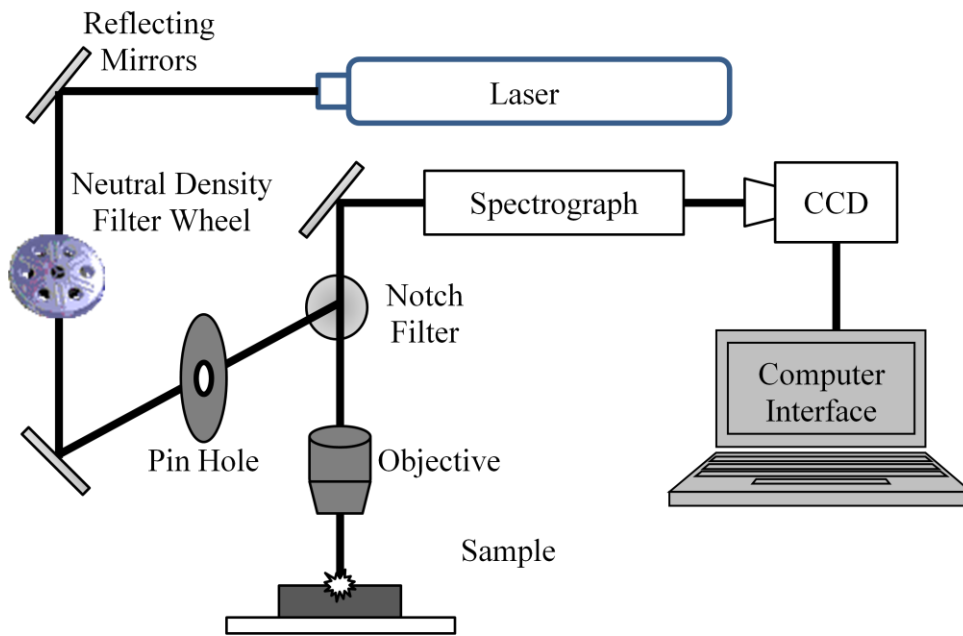 Reflecting
Mirrors
Laser
Neutral Density
Filter Wheel
Spectrograph
CCD
Notch
Filter
Computer
Interface
Pin Hole
Objective
Sample